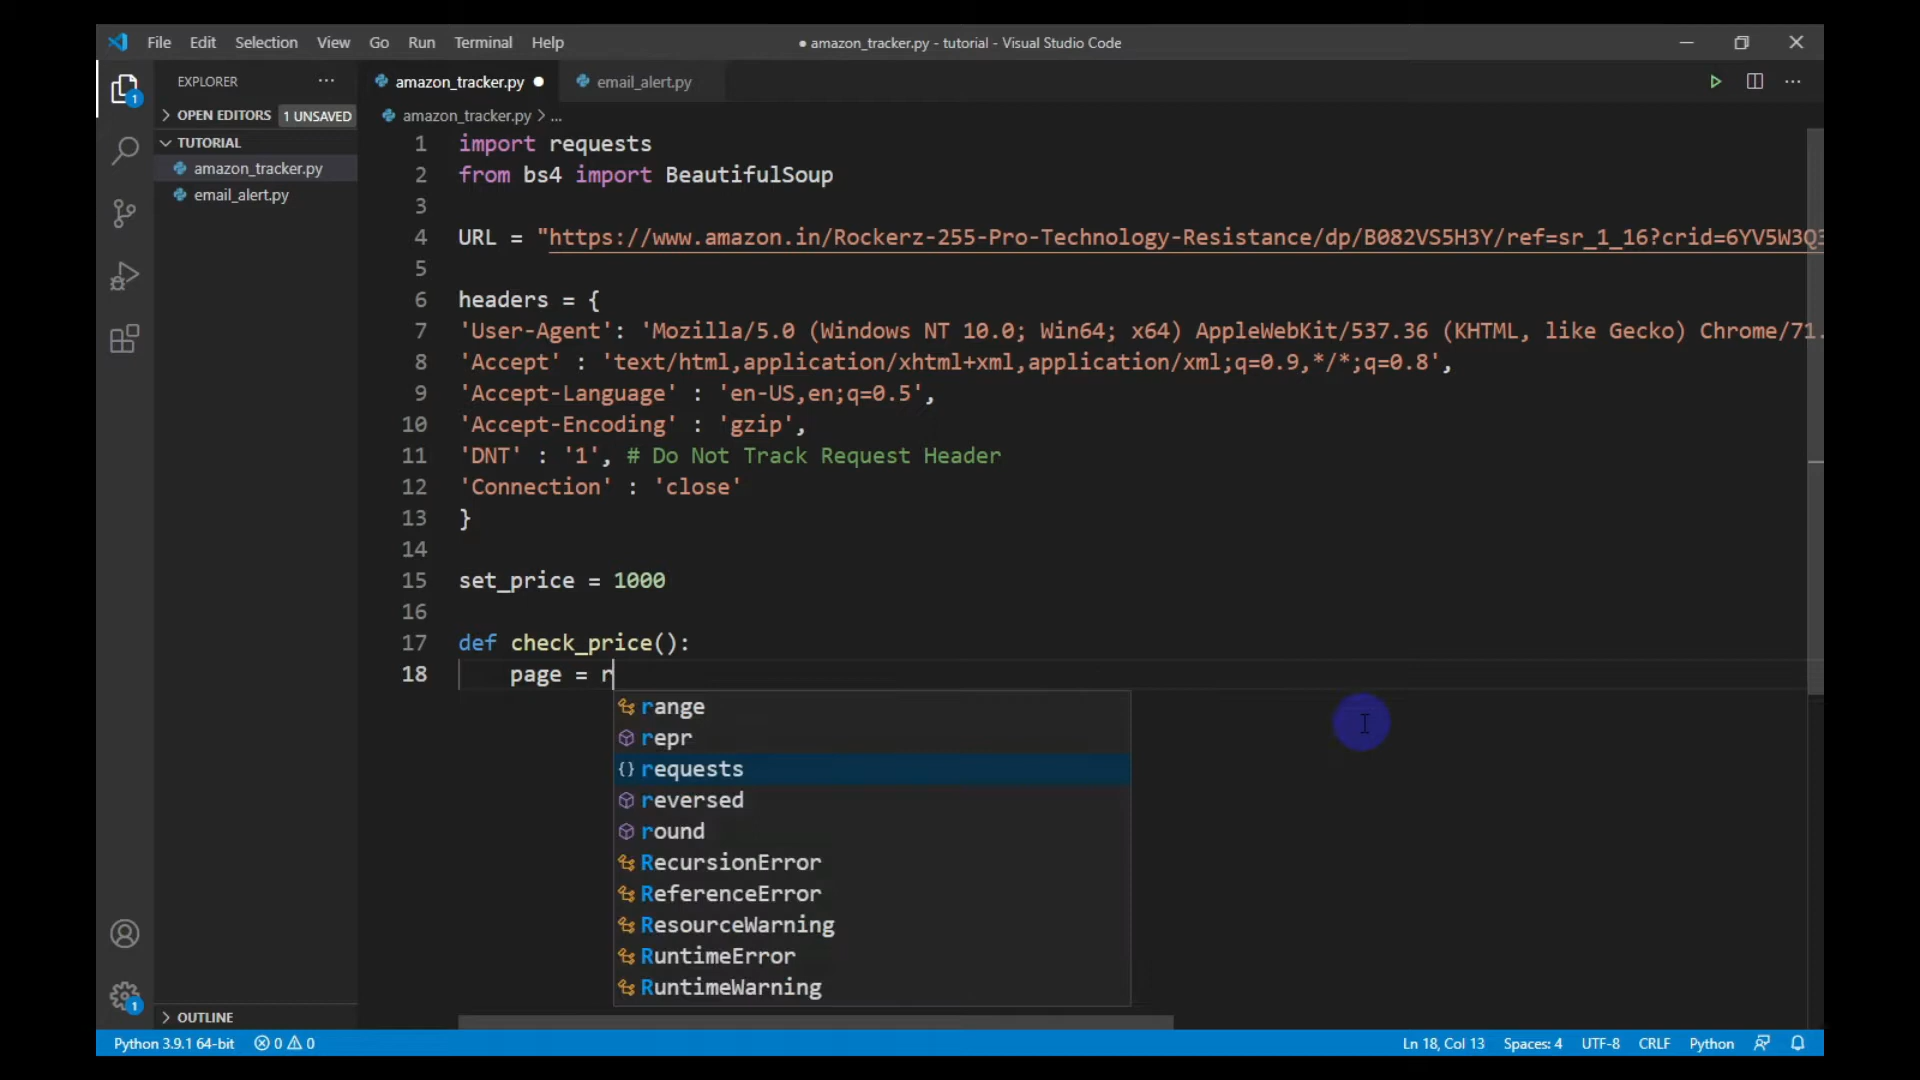 File Edit Selection View Go Run Terminal Help
● amazon_tracker.py - tutorial - Visual Studio Code
EXPLORER ···
amazon_tracker.py ●
email_alert.py
OPEN EDITORS 1 UNSAVED
TUTORIAL
amazon_tracker.py
email_alert.py
OUTLINE
amazon_tracker.py > ...
1 import requests
2 from bs4 import BeautifulSoup
3
4 URL = "https://www.amazon.in/Rockerz-255-Pro-Technology-Resistance/dp/B082VS5H3Y/ref=sr_1_16?crid=6YV5W3Q3
5
6 headers = {
7 'User-Agent': 'Mozilla/5.0 (Windows NT 10.0; Win64; x64) AppleWebKit/537.36 (KHTML, like Gecko) Chrome/71.
8 'Accept' : 'text/html,application/xhtml+xml,application/xml;q=0.9,*/*;q=0.8',
9 'Accept-Language' : 'en-US,en;q=0.5',
10 'Accept-Encoding' : 'gzip',
11 'DNT' : '1', # Do Not Track Request Header
12 'Connection' : 'close'
13 }
14
15 set_price = 1000
16
17 def check_price():
18 page = r
range
repr
requests
reversed
round
RecursionError
ReferenceError
ResourceWarning
RuntimeError
RuntimeWarning
1
1
Python 3.9.1 64-bit 0 0 Ln 18, Col 13 Spaces: 4 UTF-8 CRLF Python